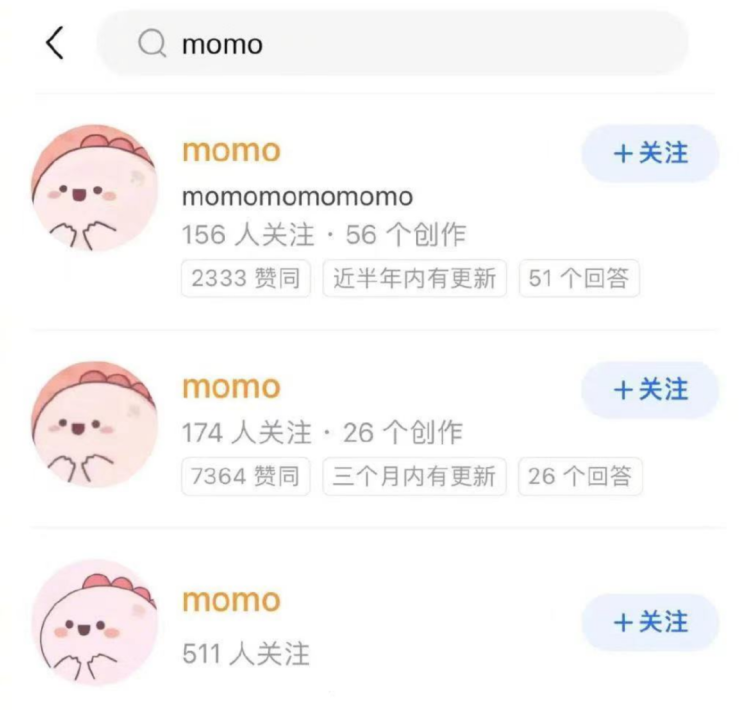 momo
momo
+关注
momomomomomo
156 人关注 · 56 个创作
2333 赞同 近半年内有更新 51 个回答
momo
+关注
174 人关注 · 26 个创作
7364 赞同 三个月内有更新 26 个回答
momo
+关注
511 人关注